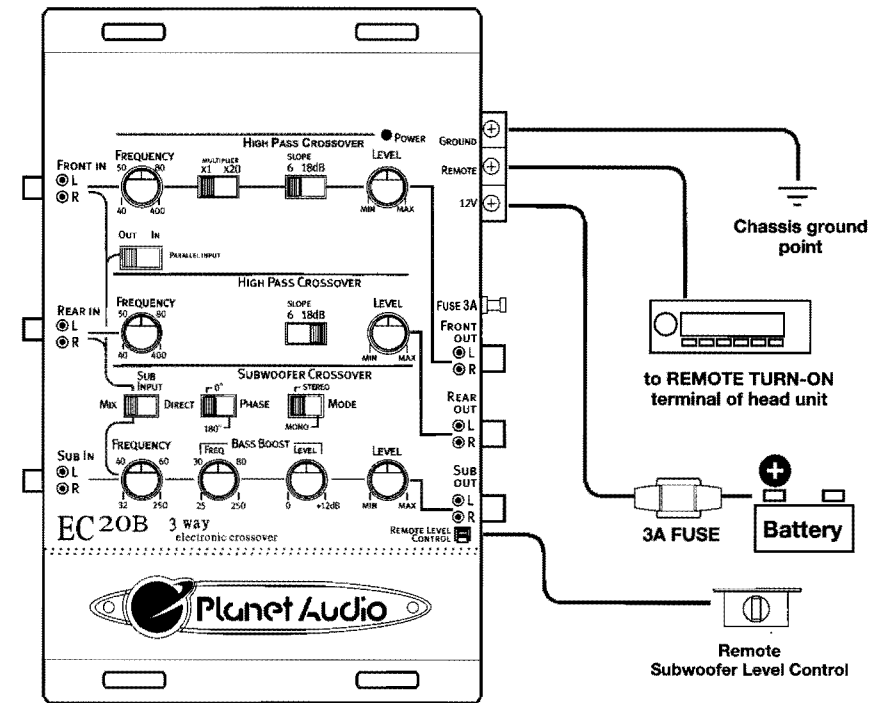 POWER
HIGH PASS CROSSOVER
GROUND
REMOTE
12V
FRONT IN
L
R
FREQUENCY
50 80
40 400
MULTIPLIER
X1 X20
SLOPE
6 18dB
LEVEL
MIN MAX
OUT IN
PARALLEL INPUT
Chassis ground
point
HIGH PASS CROSSOVER
REAR IN
L
R
FREQUENCY
50 80
40 400
SLOPE
6 18dB
LEVEL
MIN MAX
FUSE 3A
FRONT
OUT
L
R
to REMOTE TURN-ON
terminal of head unit
SUBWOOFER CROSSOVER
SUB
INPUT
MIX DIRECT
0°
PHASE
180°
STEREO
MODE
MONO
REAR
OUT
L
R
SUB IN
L
R
FREQUENCY
40 60
32 250
BASS BOOST
FREQ
30 80
25 250
LEVEL
0 +12dB
LEVEL
MIN MAX
SUB
OUT
L
R
3A FUSE
+
Battery
EC20B 3 way
electronic crossover
REMOTE LEVEL
CONTROL
Planet Audio
Remote
Subwoofer Level Control